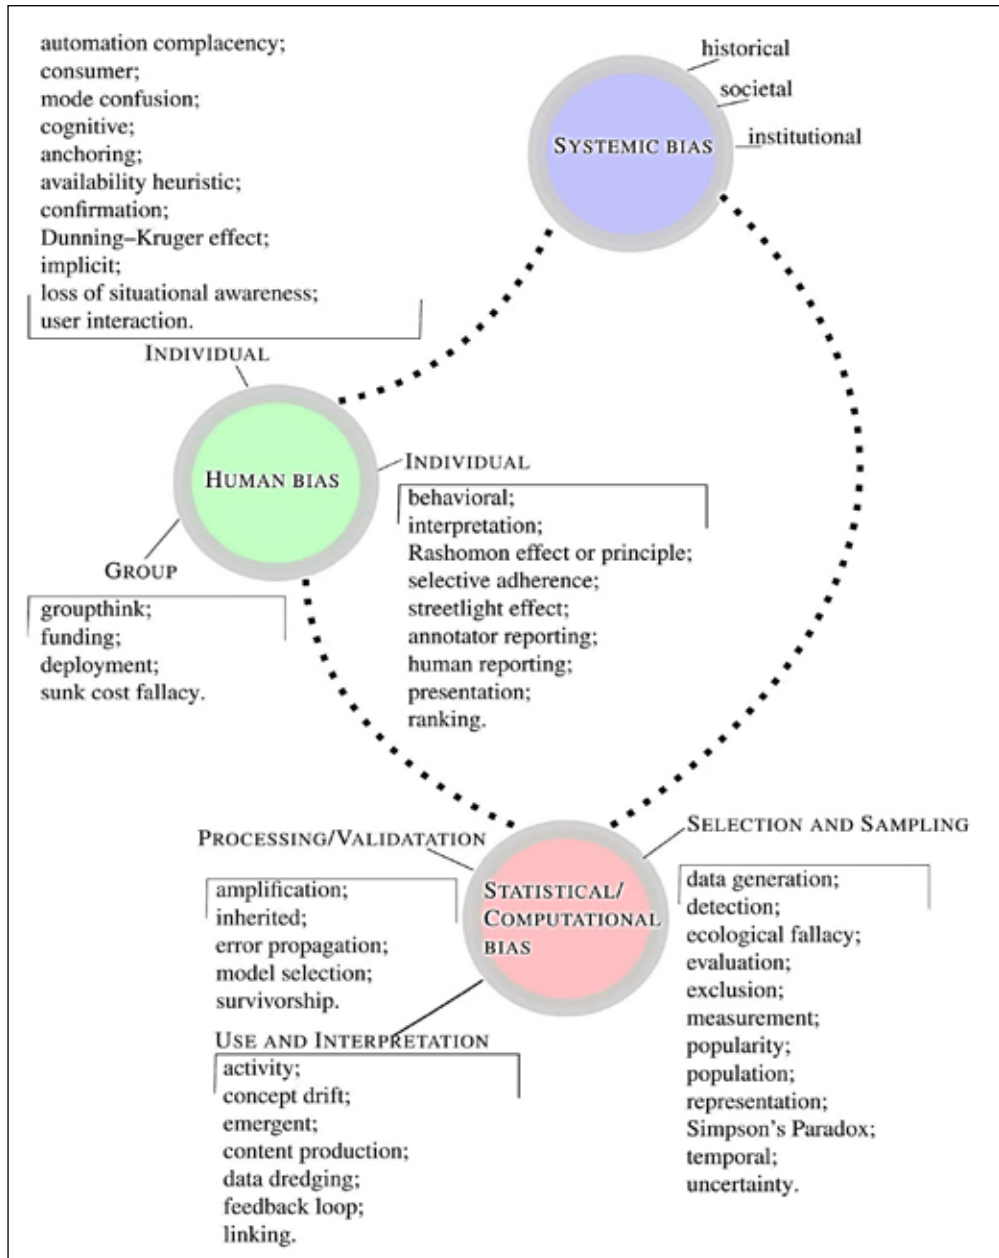 automation complacency;
consumer;
mode confusion;
cognitive;
anchoring;
availability heuristic;
confirmation;
Dunning–Kruger effect;
implicit;
loss of situational awareness;
user interaction.
INDIVIDUAL
historical
societal
institutional
SYSTEMIC BIAS
HUMAN BIAS
INDIVIDUAL
behavioral;
interpretation;
Rashomon effect or principle;
selective adherence;
streetlight effect;
annotator reporting;
human reporting;
presentation;
ranking.
GROUP
groupthink;
funding;
deployment;
sunk cost fallacy.
PROCESSING/VALIDATATION
amplification;
inherited;
error propagation;
model selection;
survivorship.
STATISTICAL/
COMPUTATIONAL
BIAS
SELECTION AND SAMPLING
data generation;
detection;
ecological fallacy;
evaluation;
exclusion;
measurement;
popularity;
population;
representation;
Simpson's Paradox;
temporal;
uncertainty.
USE AND INTERPRETATION
activity;
concept drift;
emergent;
content production;
data dredging;
feedback loop;
linking.